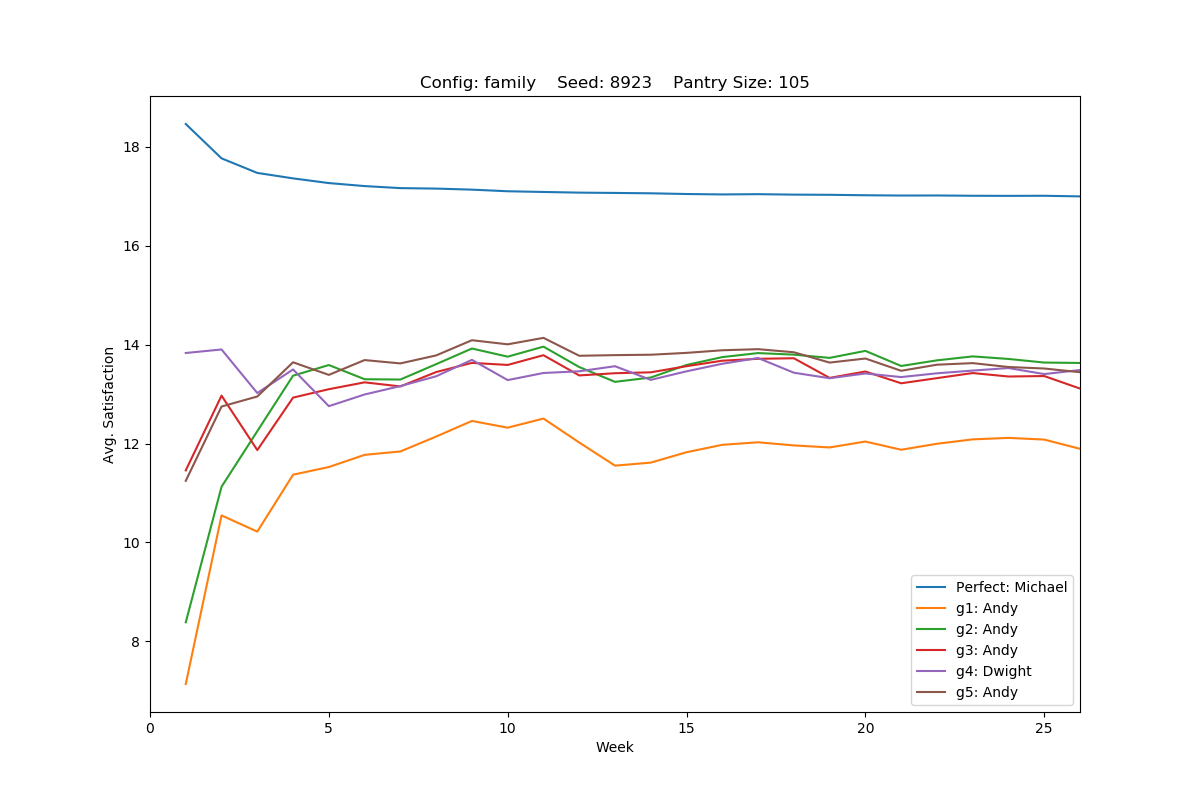 Config: family    Seed: 8923    Pantry Size: 105
Avg. Satisfaction
18
16
14
12
10
8
0
5
10
15
20
25
Week
Perfect: Michael
g1: Andy
g2: Andy
g3: Andy
g4: Dwight
g5: Andy